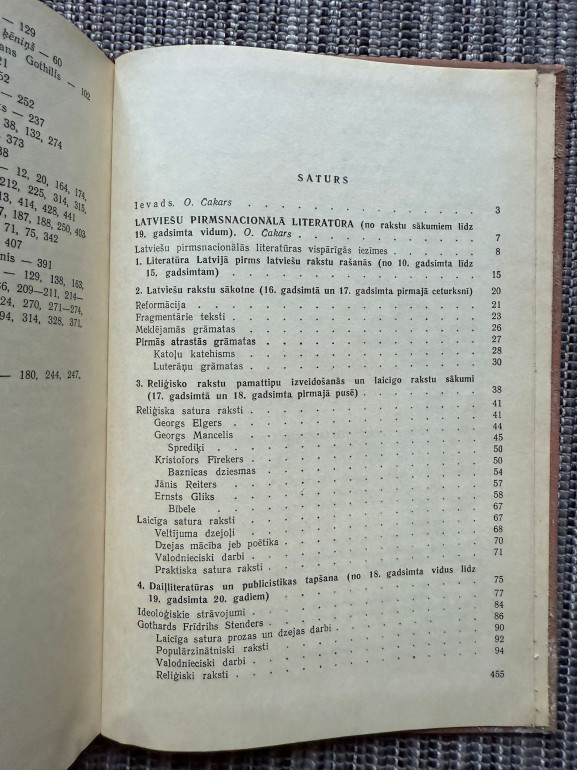 — 129
ķēniņš — 60
ans Gothilfs — 102
21
52
— 252
ks — 237
38, 132, 274
— 373
38
— 12, 20, 164, 174,
212, 225, 314, 315,
13, 414, 428, 441
7, 187, 188, 250, 403
71, 75, 342
407
nis — 391
— 129, 138, 163,
36, 209—211, 214—
24, 270, 271—274,
94, 314, 328, 371,
— 180, 244, 247,
SATURS
Ievads. O. Čakars . . . 3
LATVIEŠU PIRMSNACIONĀLĀ LITERATŪRA (no rakstu sākumiem līdz
19. gadsimta vidum). O. Čakars . . . 7
Latviešu pirmsnacionālās literatūras vispārīgās iezīmes . . . 8
1. Literatūra Latvijā pirms latviešu rakstu rašanās (no 10. gadsimta līdz
15. gadsimtam) . . . 15
2. Latviešu rakstu sākotne (16. gadsimtā un 17. gadsimta pirmajā ceturksnī) 20
Reformācija . . . 21
Fragmentārie teksti . . . 23
Meklējamās grāmatas . . . 26
Pirmās atrastās grāmatas . . . 27
Katoļu katehisms . . . 28
Luterāņu grāmatas . . . 30
3. Reliģisko rakstu pamattipu izveidošanās un laicīgo rakstu sākumi
(17. gadsimtā un 18. gadsimta pirmajā pusē) . . . 38
Reliģiska satura raksti . . . 41
Georgs Elgers . . . 41
Georgs Mancelis . . . 44
Sprediķi . . . 45
Kristofors Fīrekers . . . 50
Baznīcas dziesmas . . . 50
Jānis Reiters . . . 54
Ernsts Gliks . . . 57
Bībele . . . 58
Laicīga satura raksti . . . 67
Veltījuma dzejoļi . . . 67
Dzejas mācība jeb poētika . . . 68
Valodnieciski darbi . . . 70
Praktiska satura raksti . . . 71
4. Daiļliteratūras un publicistikas tapšana (no 18. gadsimta vidus līdz
19. gadsimta 20. gadiem) . . . 75
Ideoloģiskie strāvojumi . . . 77
Gothards Frīdrihs Stenders . . . 84
Laicīga satura prozas un dzejas darbi . . . 86
Populārzinātniski raksti . . . 90
Valodnieciski darbi . . . 92
Reliģiski raksti . . . 94
455